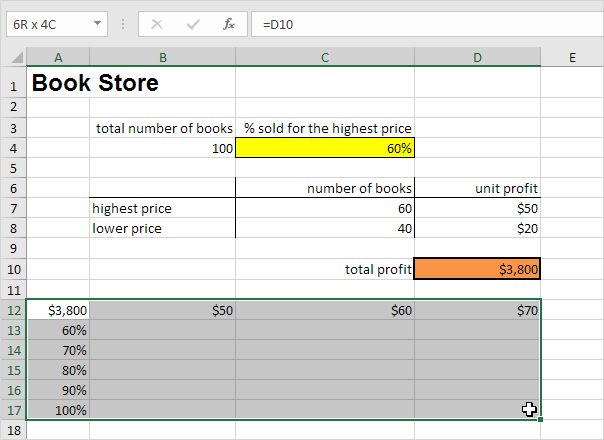 6R x 4C fx =D10
A B C D E
1 Book Store
2
3 total number of books % sold for the highest price
4 100 60%
5
6 number of books unit profit
7 highest price 60 $50
8 lower price 40 $20
9
10 total profit $3,800
11
12 $3,800 $50 $60 $70
13 60%
14 70%
15 80%
16 90%
17 100%
18